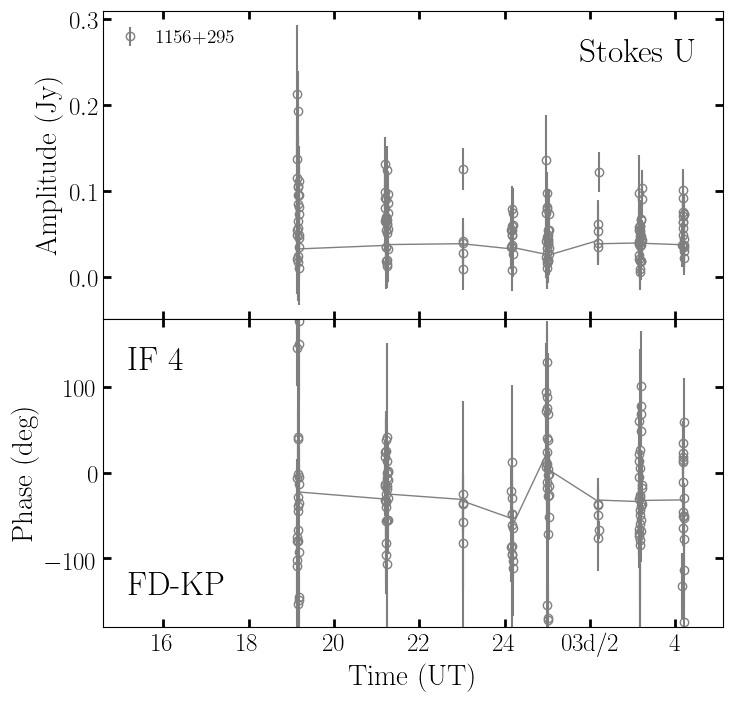 0.3
1156+295
Stokes U
0.2
Amplitude (Jy)
0.1
0.0
IF 4
100
Phase (deg)
0
−100
FD-KP
16 18 20 22 24 03d/2 4
Time (UT)